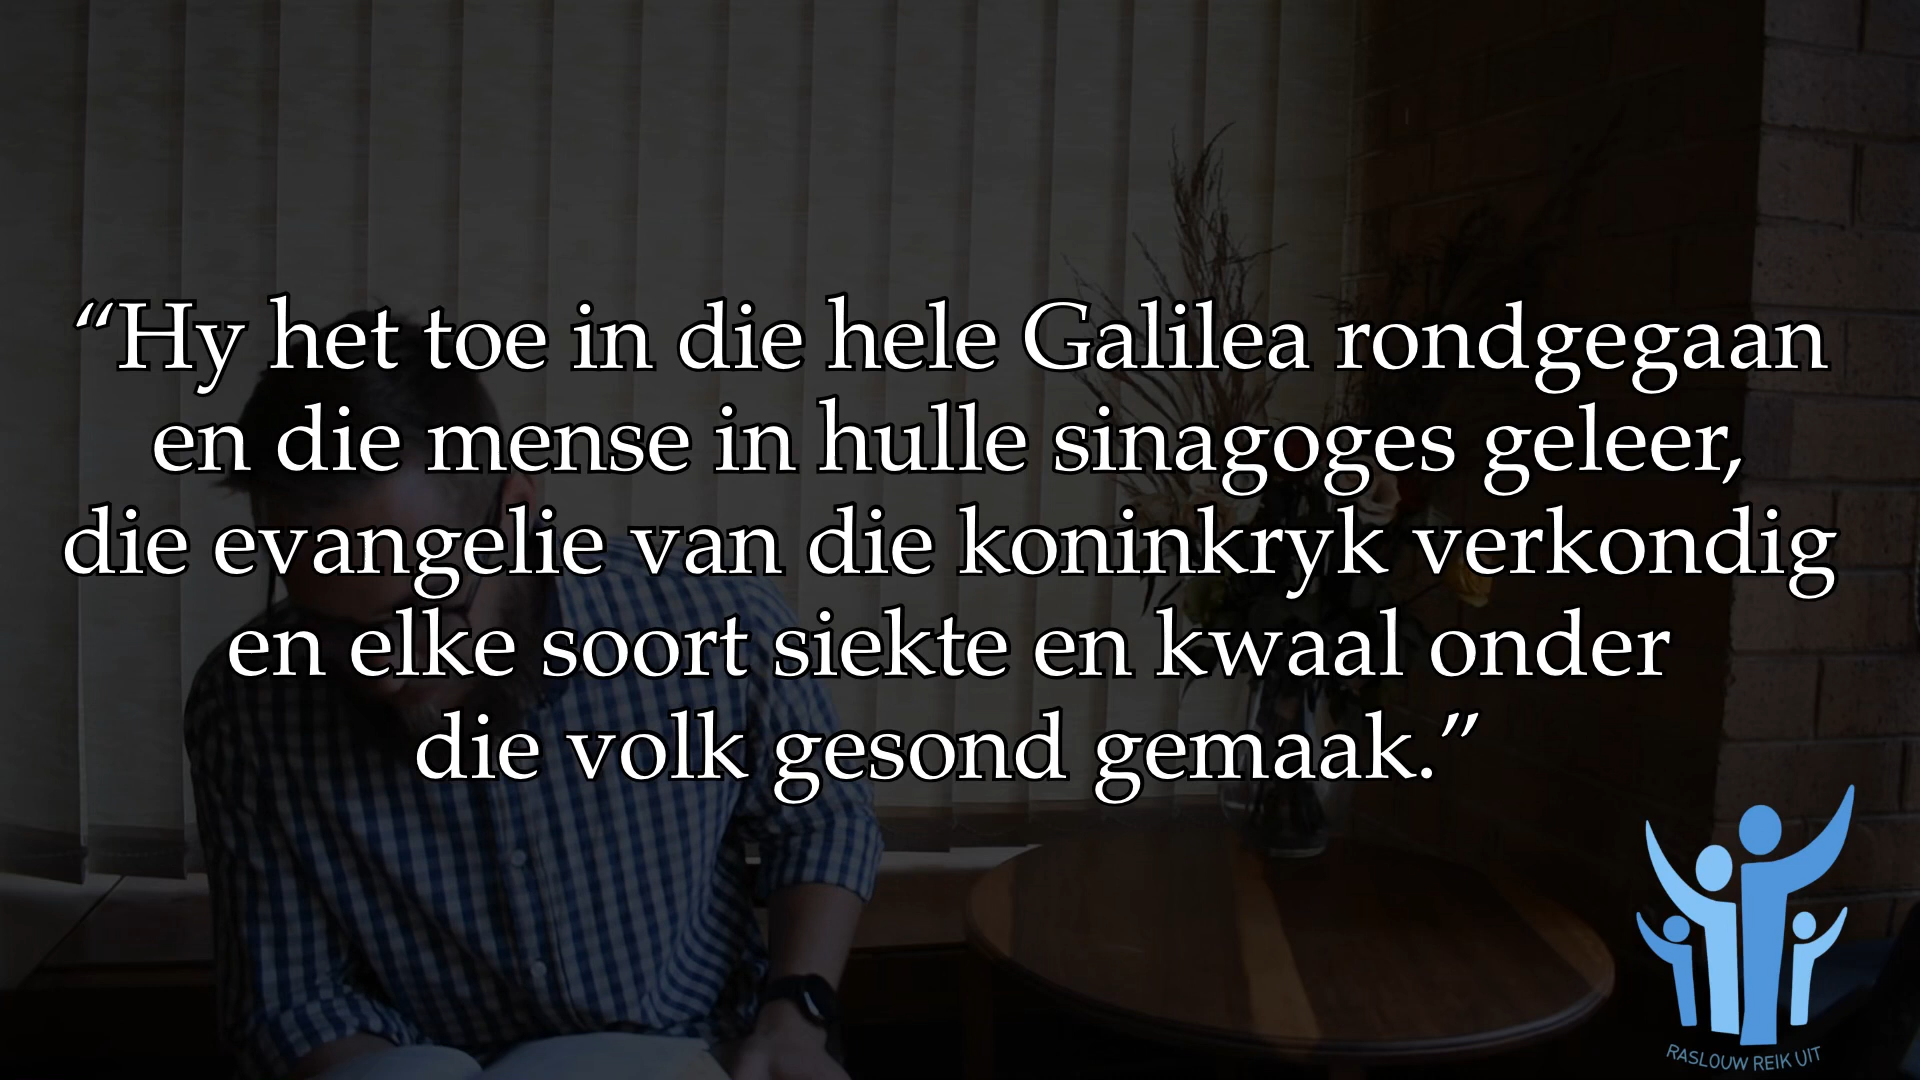 “Hy het toe in die hele Galilea rondgegaan
en die mense in hulle sinagoges geleer,
die evangelie van die koninkryk verkondig
en elke soort siekte en kwaal onder
die volk gesond gemaak.”
RASLOUW REIK UIT